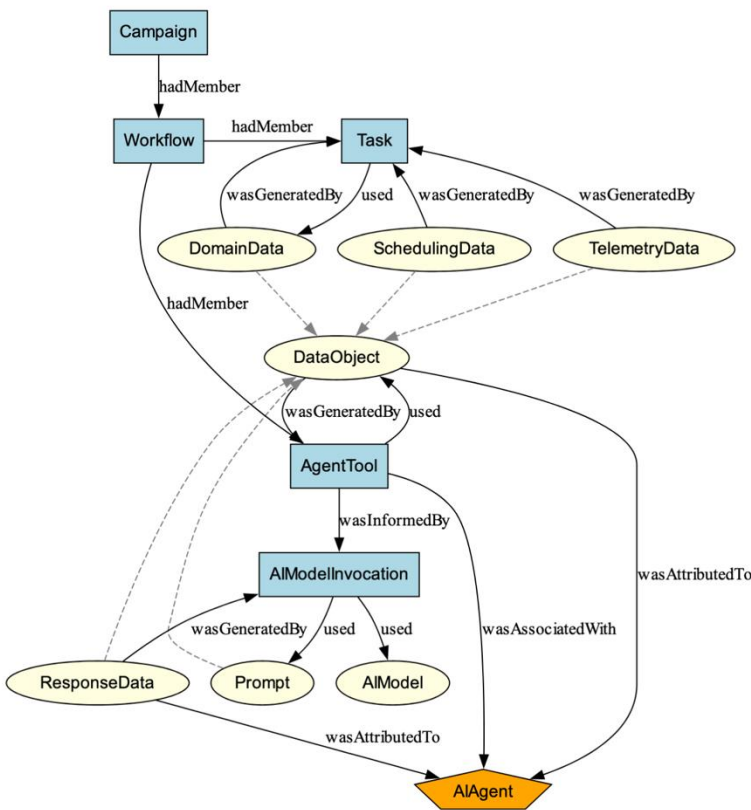 Campaign
hadMember
Workflow
hadMember
Task
wasGeneratedBy
used
wasGeneratedBy
wasGeneratedBy
DomainData
SchedulingData
TelemetryData
hadMember
DataObject
wasGeneratedBy
used
AgentTool
wasInformedBy
AIModelInvocation
wasAttributedTo
wasGeneratedBy
used
used
wasAssociatedWith
ResponseData
Prompt
AIModel
wasAttributedTo
AIAgent